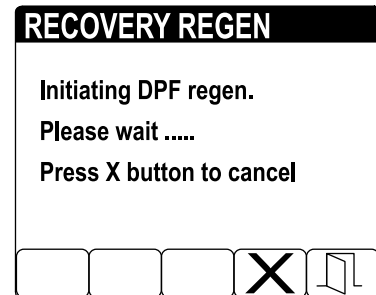 RECOVERY REGEN
Initiating DPF regen.
Please wait .....
Press X button to cancel
X